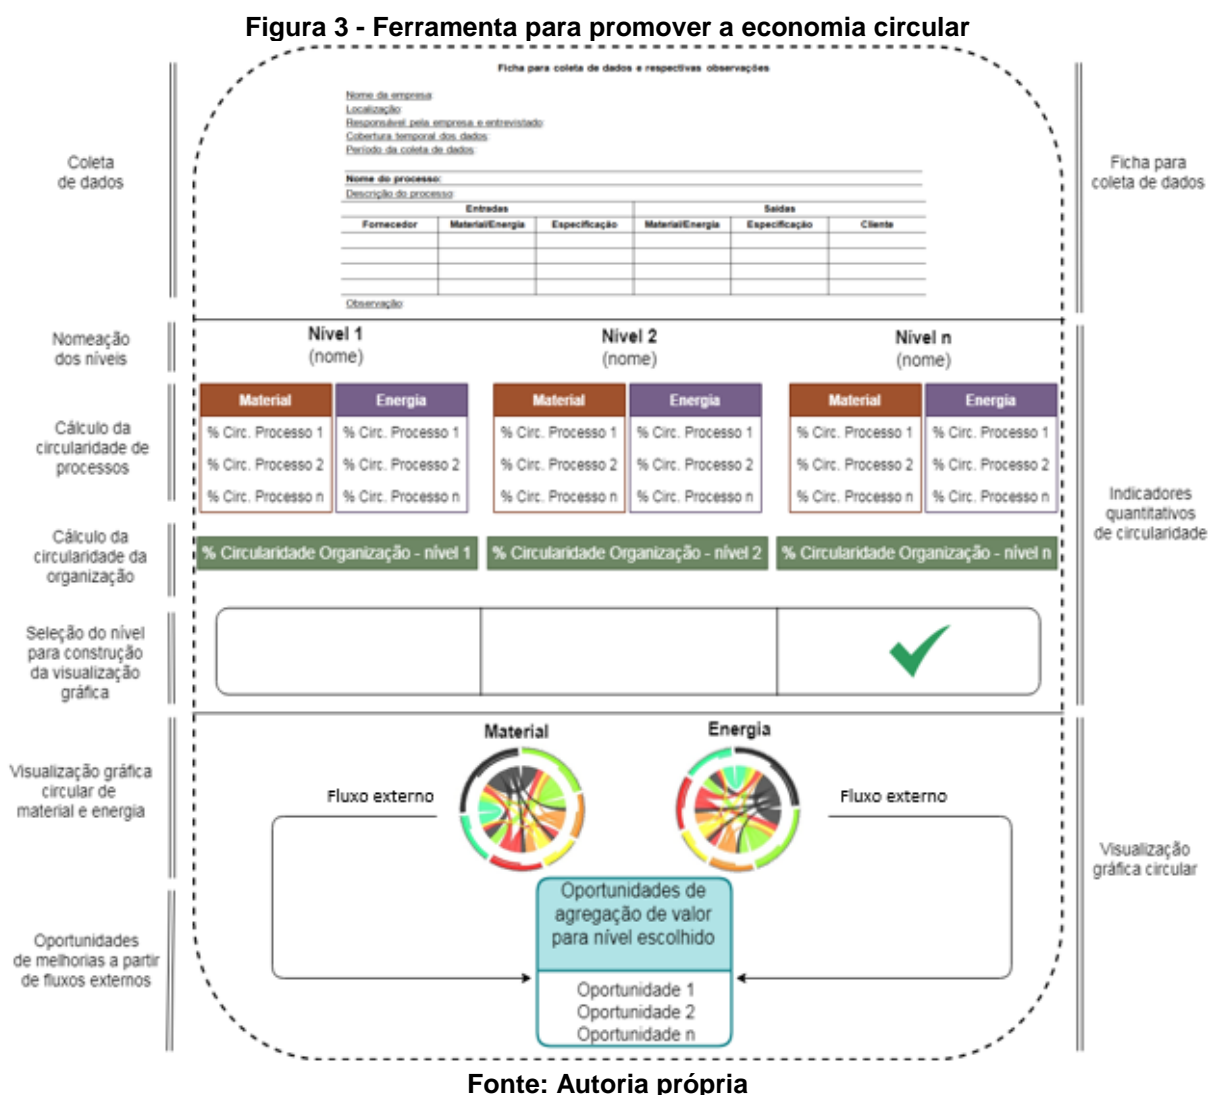 Figura 3 - Ferramenta para promover a economia circular
Ficha para coleta de dados e respectivas observações
Nome da empresa:
Localização:
Responsável pela empresa e entrevistado:
Cobertura temporal dos dados:
Período da coleta de dados:
Nome do processo:
Descrição do processo:
Entradas Saídas
Fornecedor Material/Energia Especificação Material/Energia Especificação Cliente
Observação:
Coleta
de dados
Ficha para
coleta de dados
Nomeação
dos níveis
Nível 1
(nome)
Nível 2
(nome)
Nível n
(nome)
Cálculo da
circularidade de
processos
Material Energia Material Energia Material Energia
% Circ. Processo 1 % Circ. Processo 1 % Circ. Processo 1 % Circ. Processo 1 % Circ. Processo 1 % Circ. Processo 1
% Circ. Processo 2 % Circ. Processo 2 % Circ. Processo 2 % Circ. Processo 2 % Circ. Processo 2 % Circ. Processo 2
% Circ. Processo n % Circ. Processo n % Circ. Processo n % Circ. Processo n % Circ. Processo n % Circ. Processo n
Indicadores
quantitativos
de circularidade
Cálculo da
circularidade da
organização
% Circularidade Organização - nível 1 % Circularidade Organização - nível 2 % Circularidade Organização - nível n
Seleção do nível
para construção
da visualização
gráfica
Visualização gráfica
circular de
material e energia
Material Energia
Fluxo externo Fluxo externo
Visualização
gráfica circular
Oportunidades
de melhorias a partir
de fluxos externos
Oportunidades de
agregação de valor
para nível escolhido
Oportunidade 1
Oportunidade 2
Oportunidade n
Fonte: Autoria própria